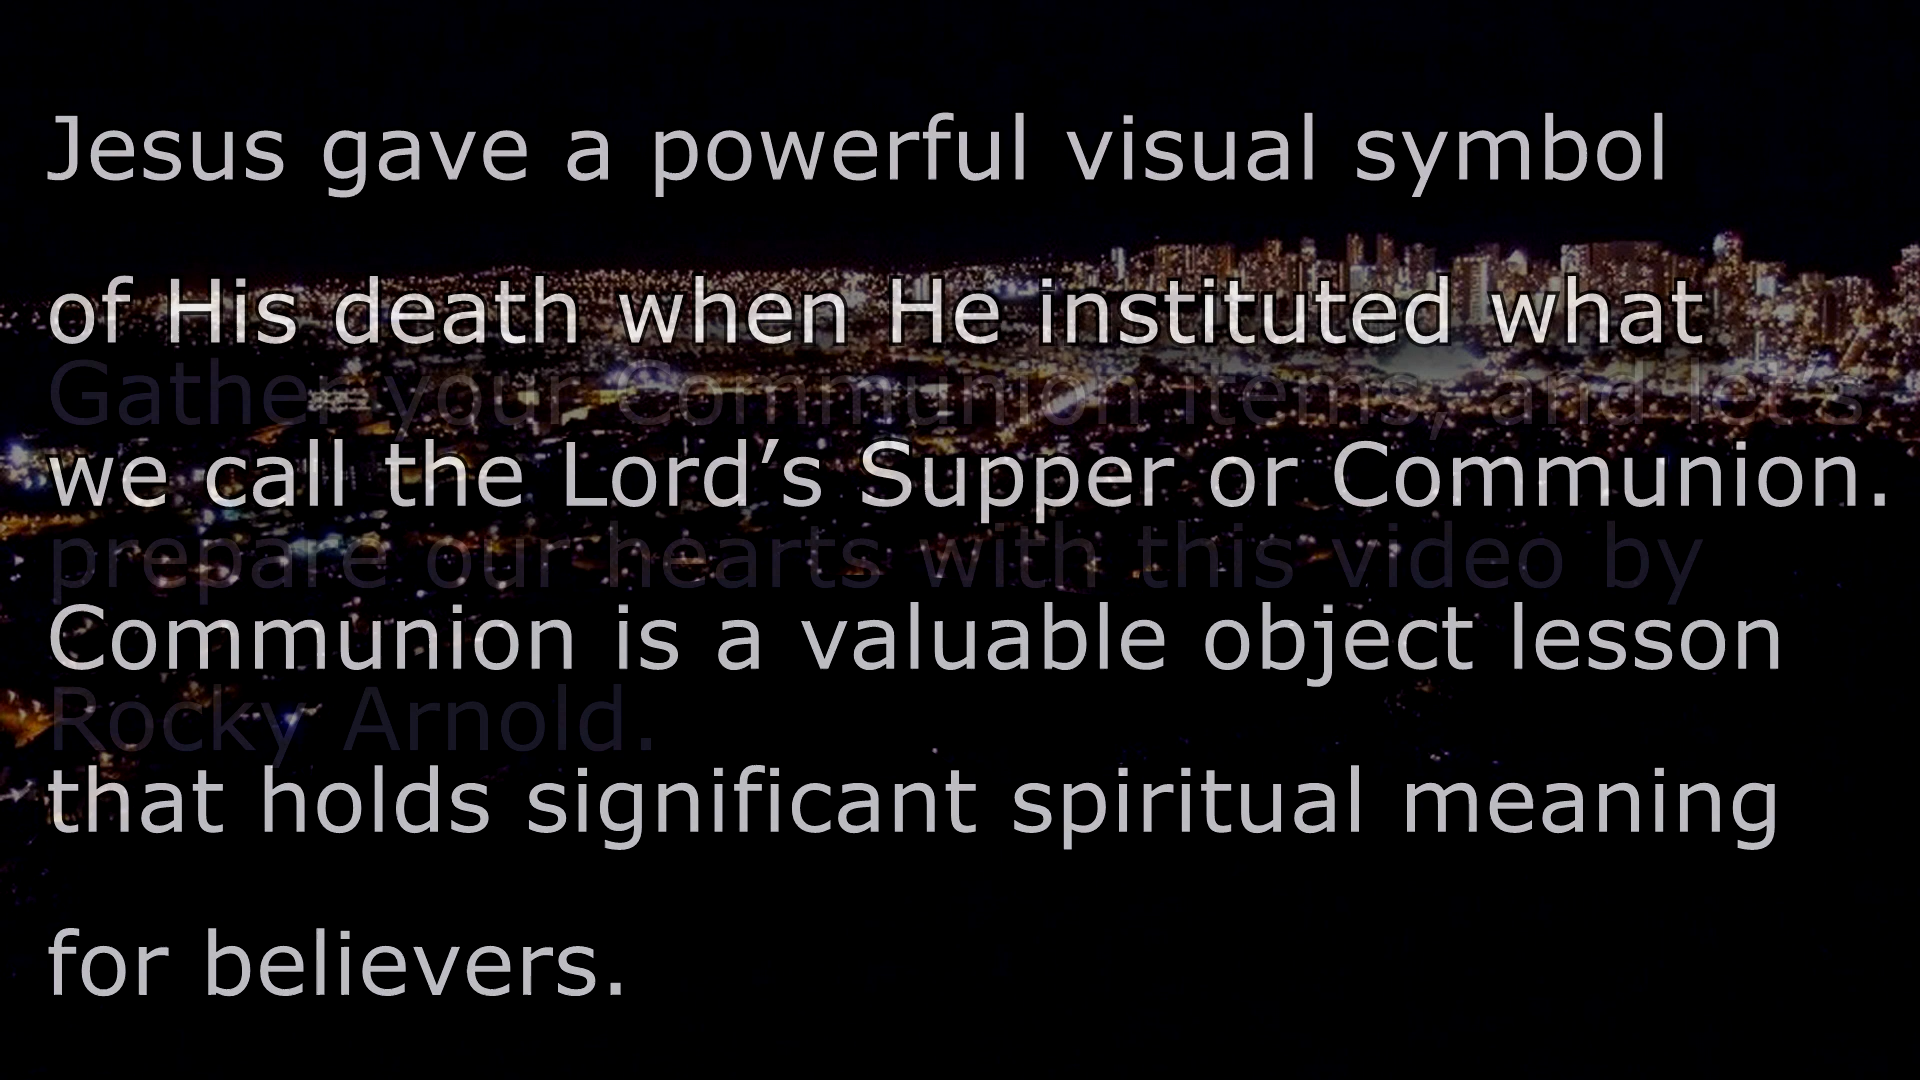 Jesus gave a powerful visual symbol
of His death when He instituted what
Gather your Communion items, and let's
we call the Lord’s Supper or Communion.
prepare our hearts with this video by
Communion is a valuable object lesson
Rocky Arnold.
that holds significant spiritual meaning
for believers.